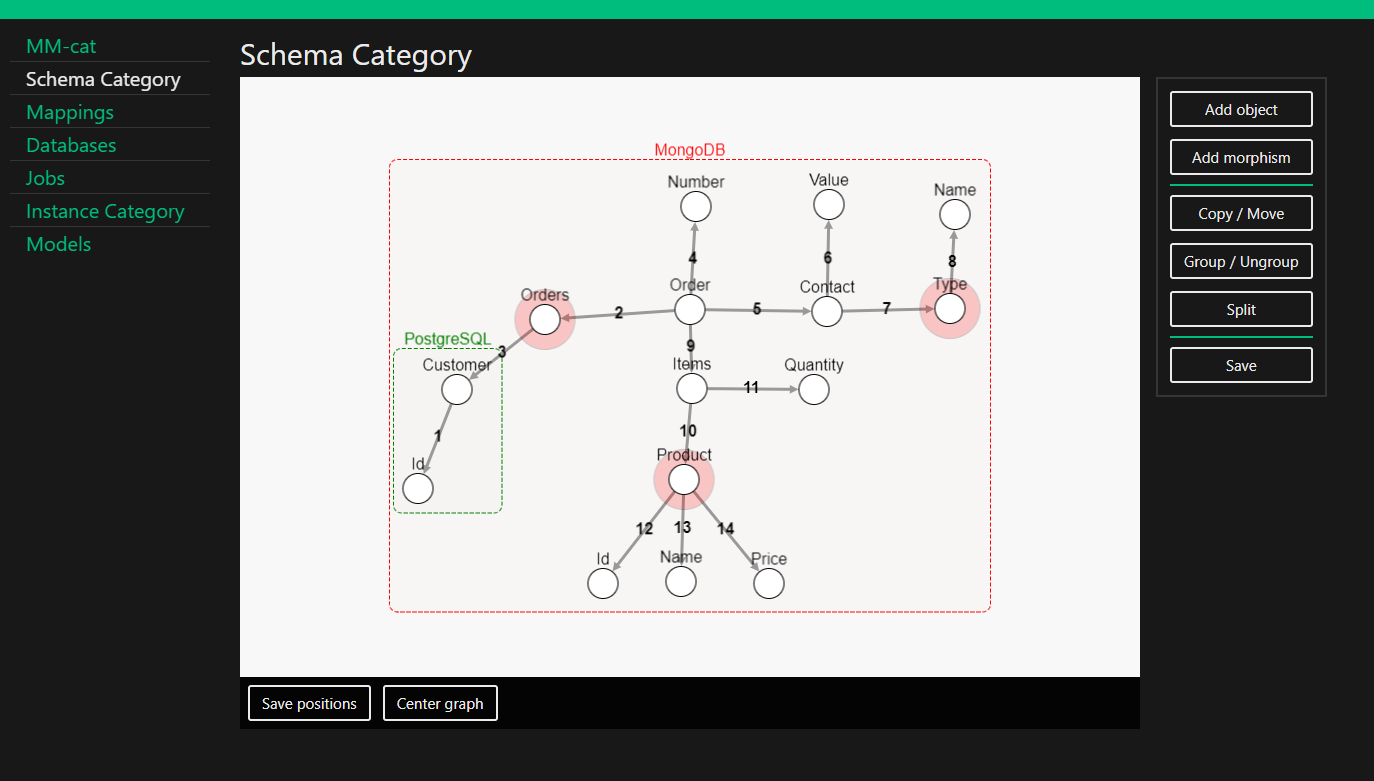 MM-cat
Schema Category
Mappings
Databases
Jobs
Instance Category
Models
Schema Category
MongoDB
Number
Value
Name
4
6
8
Order
Contact
Type
Orders
2
5
7
PostgreSQL
3
9
Customer
Items
Quantity
11
1
10
Id
Product
12
13
14
Id
Name
Price
Save positions
Center graph
Add object
Add morphism
Copy / Move
Group / Ungroup
Split
Save